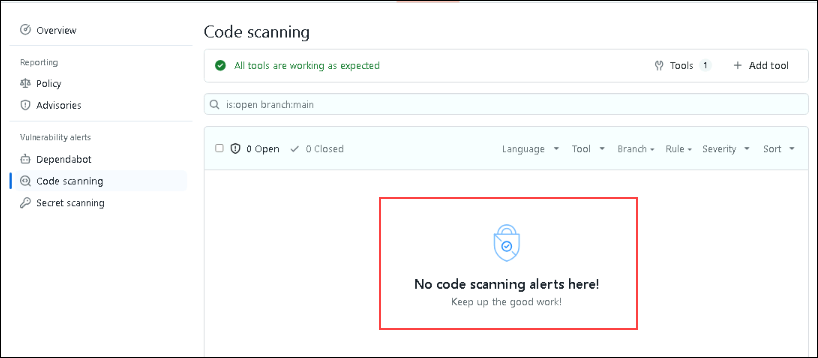 Overview
Reporting
Policy
Advisories
Vulnerability alerts
Dependabot
Code scanning
Secret scanning
Code scanning
All tools are working as expected
Tools 1
Add tool
is:open branch:main
0 Open
0 Closed
Language
Tool
Branch
Rule
Severity
Sort
No code scanning alerts here!
Keep up the good work!